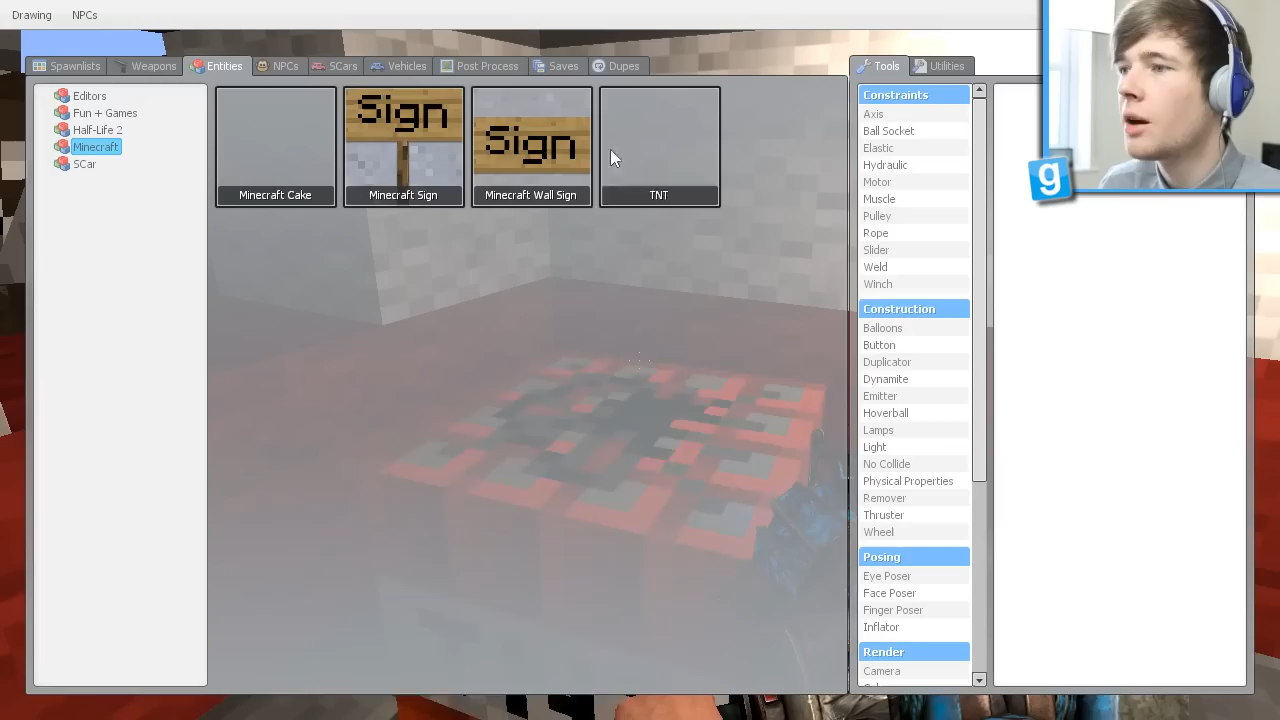 Drawing NPCs
Spawnlists Weapons Entities NPCs SCars Vehicles Post Process Saves Dupes
Tools Utilities
Editors
Fun + Games
Half-Life 2
Minecraft
SCar
Sign
Sign
Minecraft Cake Minecraft Sign Minecraft Wall Sign TNT
Constraints
Axis
Ball Socket
Elastic
Hydraulic
Motor
Muscle
Pulley
Rope
Slider
Weld
Winch
Construction
Balloons
Button
Duplicator
Dynamite
Emitter
Hoverball
Lamps
Light
No Collide
Physical Properties
Remover
Thruster
Wheel
Posing
Eye Poser
Face Poser
Finger Poser
Inflator
Render
Camera
g